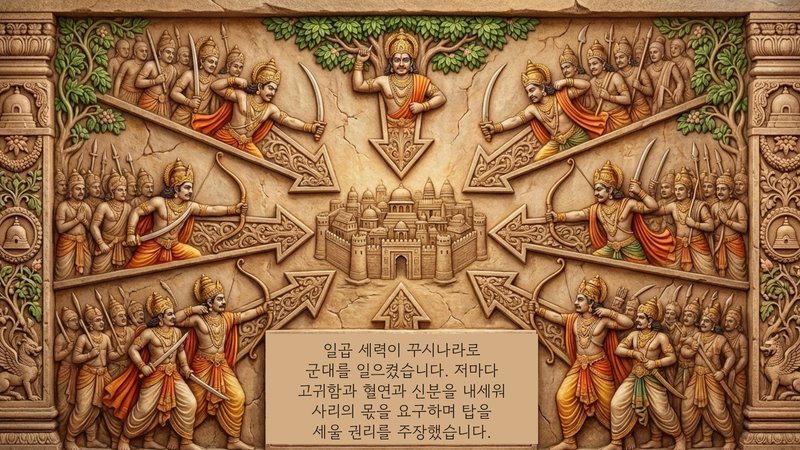 일곱 세력이 꾸시나라로
군대를 일으켰습니다. 저마다
고귀함과 혈연과 신분을 내세워
사리의 몫을 요구하며 탑을
세울 권리를 주장했습니다.